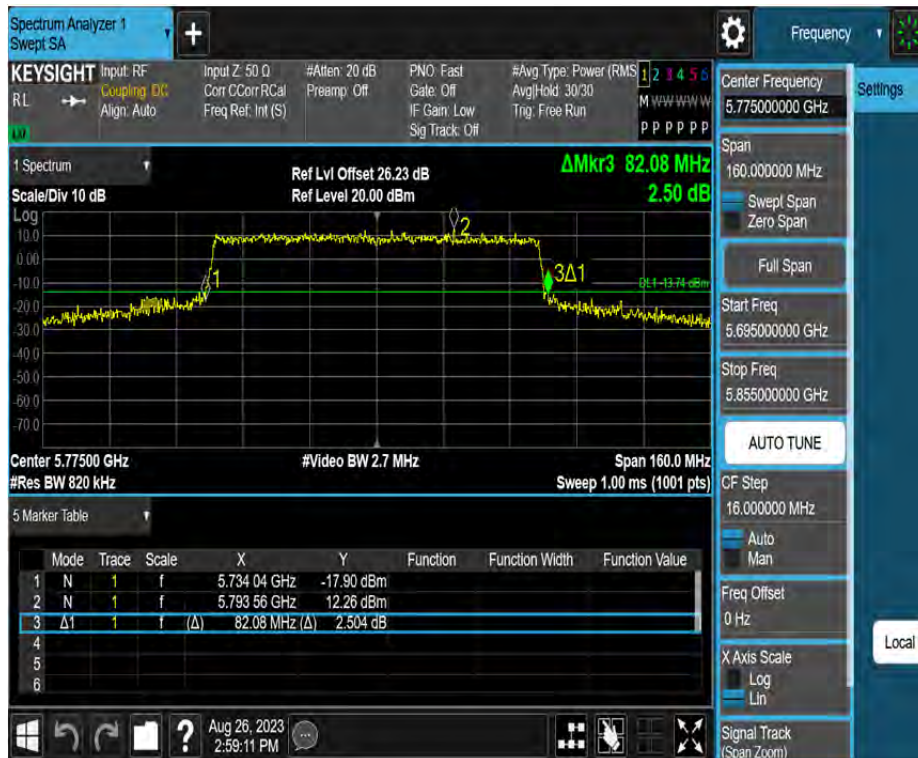 Spectrum Analyzer 1
Swept SA
+
Frequency
KEYSIGHT
RL
Input: RF
Coupling: DC
Align: Auto
Input Z: 50 Ω
Corr CCorr RCal
Freq Ref: Int (S)
#Atten: 20 dB
Preamp: Off
PNO: Fast
Gate: Off
IF Gain: Low
Sig Track: Off
#Avg Type: Power (RMS
Avg|Hold: 30/30
Trig: Free Run
1 2 3 4 5 6
M W W W W W
P P P P P P
Settings
Center Frequency
5.775000000 GHz
Span
160.000000 MHz
Swept Span
Zero Span
Full Span
Start Freq
5.695000000 GHz
Stop Freq
5.855000000 GHz
AUTO TUNE
CF Step
16.000000 MHz
Auto
Man
Freq Offset
0 Hz
X Axis Scale
Log
Lin
Signal Track
(Span Zoom)
Local
1 Spectrum
Scale/Div 10 dB
Ref Lvl Offset 26.23 dB
Ref Level 20.00 dBm
ΔMkr3 82.08 MHz
2.50 dB
Log
10.0
0.00
-10.0
-20.0
-30.0
-40.0
-50.0
-60.0
-70.0
1
2
3Δ1
DL1 -13.74 dBm
Center 5.77500 GHz
#Res BW 820 kHz
#Video BW 2.7 MHz
Span 160.0 MHz
Sweep 1.00 ms (1001 pts)
5 Marker Table
Mode Trace Scale X Y Function Function Width Function Value
1 N 1 f 5.734 04 GHz -17.90 dBm
2 N 1 f 5.793 56 GHz 12.26 dBm
3 Δ1 1 f (Δ) 82.08 MHz (Δ) 2.504 dB
4
5
6
?
Aug 26, 2023
2:59:11 PM